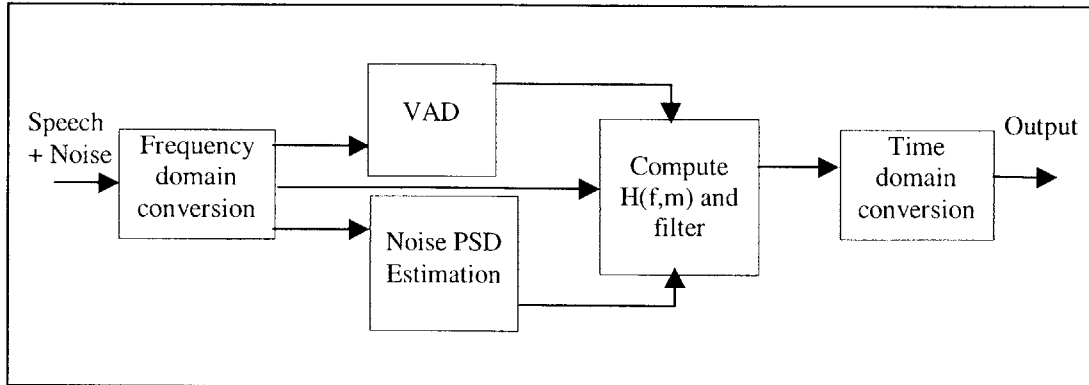 Speech
+ Noise
Frequency
domain
conversion
VAD
Noise PSD
Estimation
Compute
H(f,m) and
filter
Time
domain
conversion
Output